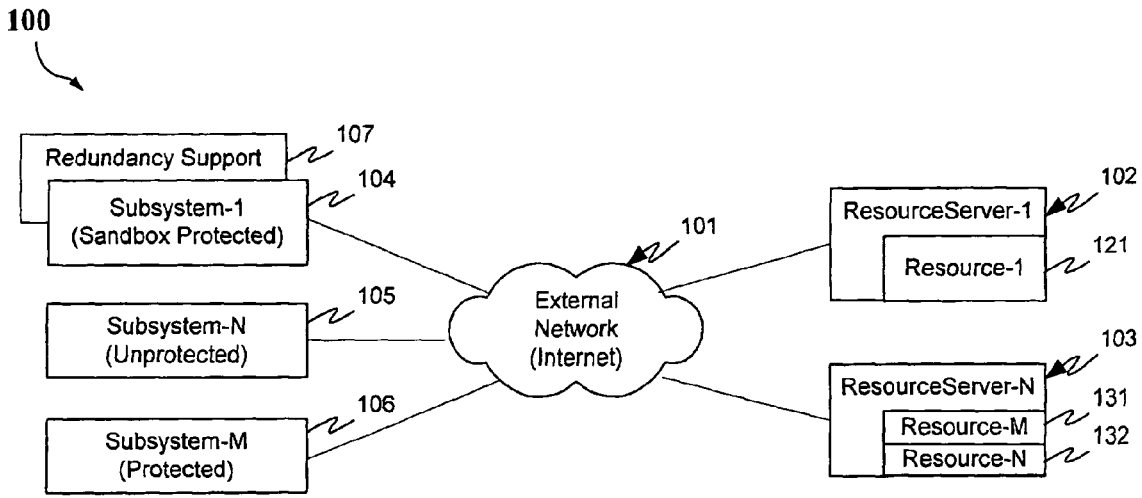 100
107
Redundancy Support
104
Subsystem-1
(Sandbox Protected)
105
Subsystem-N
(Unprotected)
106
Subsystem-M
(Protected)
101
External
Network
(Internet)
102
ResourceServer-1
121
Resource-1
103
ResourceServer-N
131
Resource-M
132
Resource-N